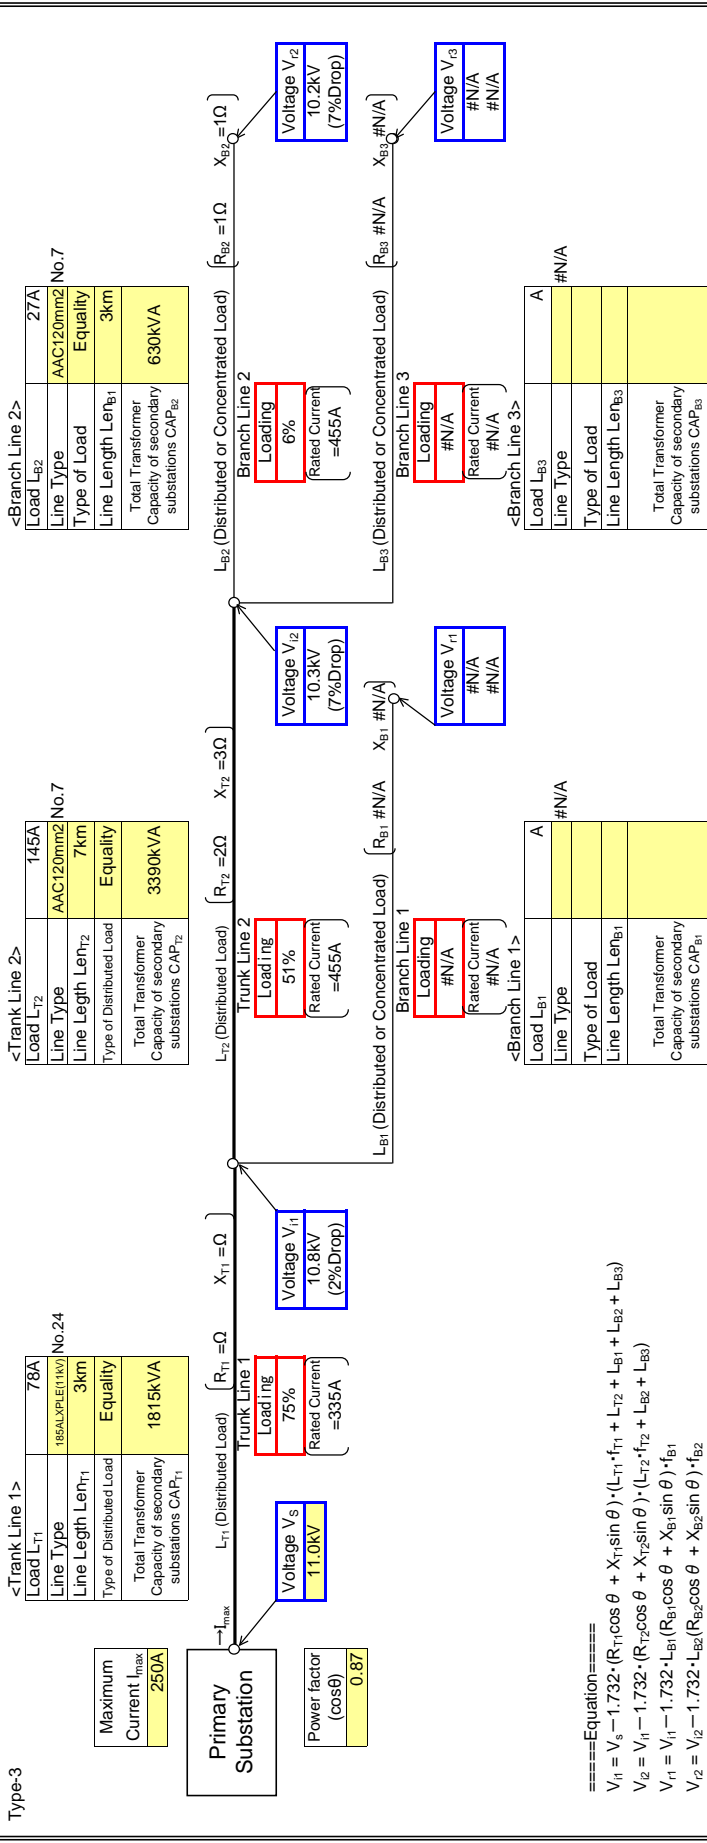 Type-3
Maximum
Current Imax
250A
Primary
Substation
Power factor
(cosθ)
0.87
→Imax
Voltage VS
11.0kV
<Trank Line 1>
Load LT1 78A
Line Type 185ALXPLE(11kV) No.24
Line Legth LenT1 3km
Type of Distributed Load Equality
Total Transformer
Capacity of secondary
substations CAPT1
1815kVA
LT1 (Distributed Load) RT1 =Ω XT1 =Ω
Trunk Line 1
Loading
75%
Rated Current
=335A
Voltage Vi1
10.8kV
(2%Drop)
<Trank Line 2>
Load LT2 145A
Line Type AAC120mm2 No.7
Line Legth LenT2 7km
Type of Distributed Load Equality
Total Transformer
Capacity of secondary
substations CAPT2
3390kVA
LT2 (Distributed Load) RT2 =2Ω XT2 =3Ω
Trunk Line 2
Loading
51%
Rated Current
=455A
Voltage Vi2
10.3kV
(7%Drop)
<Branch Line 2>
Load LB2 27A
Line Type AAC120mm2 No.7
Type of Load Equality
Line Length LenB1 3km
Total Transformer
Capacity of secondary
substations CAPB2
630kVA
LB2 (Distributed or Concentrated Load) RB2 =1Ω XB2 =1Ω
Branch Line 2
Loading
6%
Rated Current
=455A
Voltage Vr2
10.2kV
(7%Drop)
LB1 (Distributed or Concentrated Load) RB1 #N/A XB1 #N/A
Branch Line 1
Loading
#N/A
Rated Current
#N/A
Voltage Vr1
#N/A
#N/A
<Branch Line 1>
Load LB1 A
Line Type #N/A
Type of Load
Line Length LenB1
Total Transformer
Capacity of secondary
substations CAPB1
LB3 (Distributed or Concentrated Load) RB3 #N/A XB3 #N/A
Branch Line 3
Loading
#N/A
Rated Current
#N/A
Voltage Vr3
#N/A
#N/A
<Branch Line 3>
Load LB3 A
Line Type #N/A
Type of Load
Line Length LenB3
Total Transformer
Capacity of secondary
substations CAPB3
=====Equation=====
Vi1 = Vs−1.732・(RT1cosθ + XT1sinθ)・(LT1・fT1 + LT2 + LB1 + LB2 + LB3)
Vi2 = Vi1−1.732・(RT2cosθ + XT2sinθ)・(LT2・fT2 + LB2 + LB3)
Vr1 = Vi1−1.732・LB1(RB1cosθ + XB1sinθ)・fB1
Vr2 = Vi2−1.732・LB2(RB2cosθ + XB2sinθ)・fB2